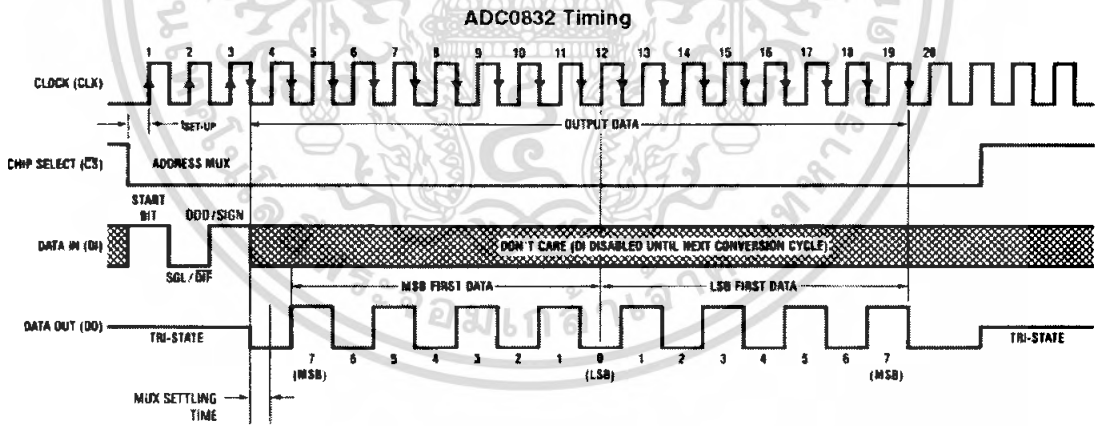 ADC0832 Timing
1 2 3 4 5 6 7 8 9 10 11 12 13 14 15 16 17 18 19 20
CLOCK (CLK)
tSET-UP
OUTPUT DATA
CHIP SELECT (CS)
ADDRESS MUX
START
BIT
ODD/SIGN
DATA IN (DI)
DON'T CARE (DI DISABLED UNTIL NEXT CONVERSION CYCLE)
SGL/DIF
MSB FIRST DATA
LSB FIRST DATA
DATA OUT (DO)
TRI-STATE
TRI-STATE
7 6 5 4 3 2 1 0 1 2 3 4 5 6 7
(MSB) (LSB) (MSB)
MUX SETTLING
TIME